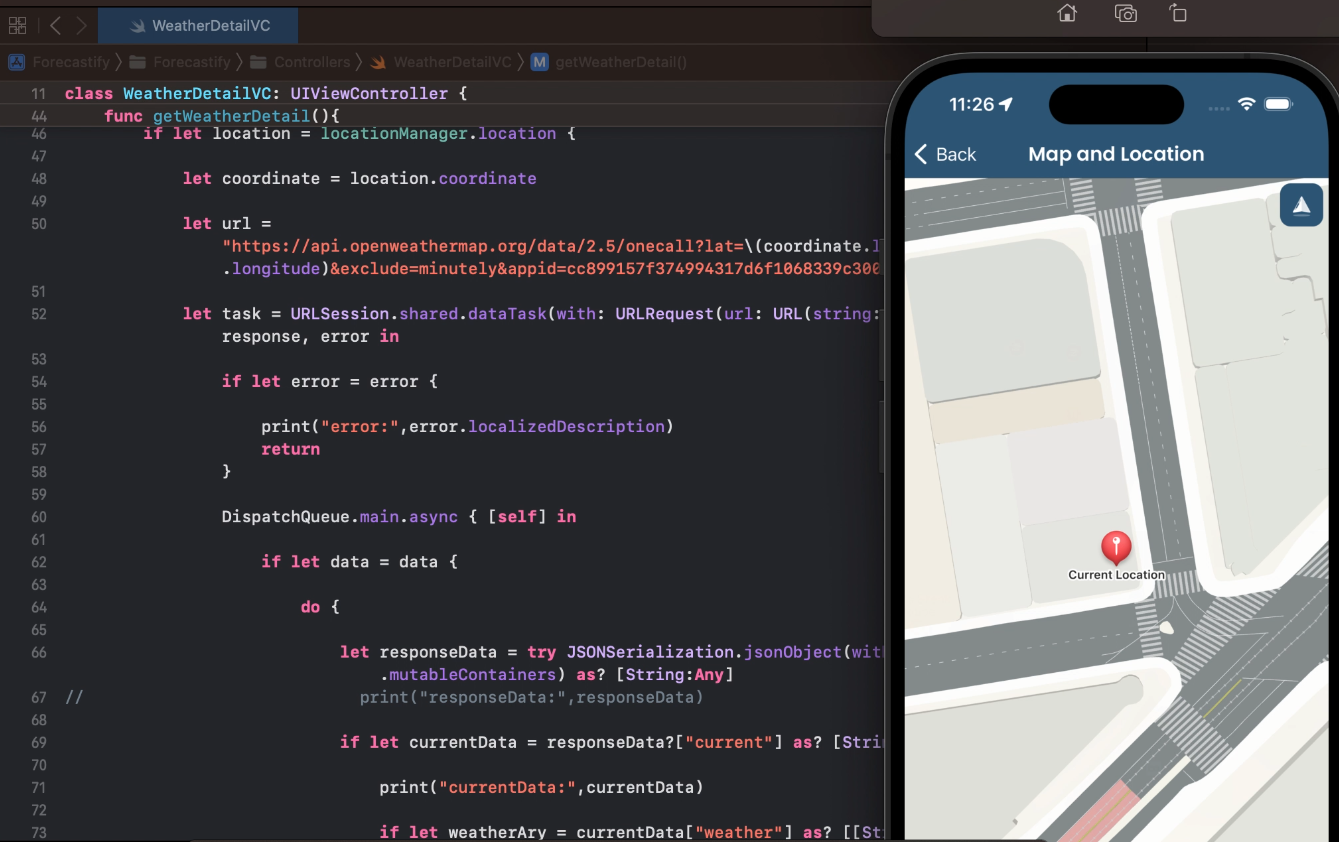 WeatherDetailVC
Forecastify
Forecastify
Controllers
WeatherDetailVC
M
getWeatherDetail()
11 class WeatherDetailVC: UIViewController {
44 func getWeatherDetail(){
46 if let location = locationManager.location {
47
48 let coordinate = location.coordinate
49
50 let url =
"https://api.openweathermap.org/data/2.5/onecall?lat=\(coordinate.l
.longitude)&exclude=minutely&appid=cc899157f374994317d6f1068339c300
51
52 let task = URLSession.shared.dataTask(with: URLRequest(url: URL(string:
response, error in
53
54 if let error = error {
55
56 print("error:",error.localizedDescription)
57 return
58 }
59
60 DispatchQueue.main.async { [self] in
61
62 if let data = data {
63
64 do {
65
66 let responseData = try JSONSerialization.jsonObject(wit
.mutableContainers) as? [String:Any]
67 // print("responseData:",responseData)
68
69 if let currentData = responseData?["current"] as? [Stri
70
71 print("currentData:",currentData)
72
73 if let weatherAry = currentData["weather"] as? [[St
11:26
Back
Map and Location
Current Location